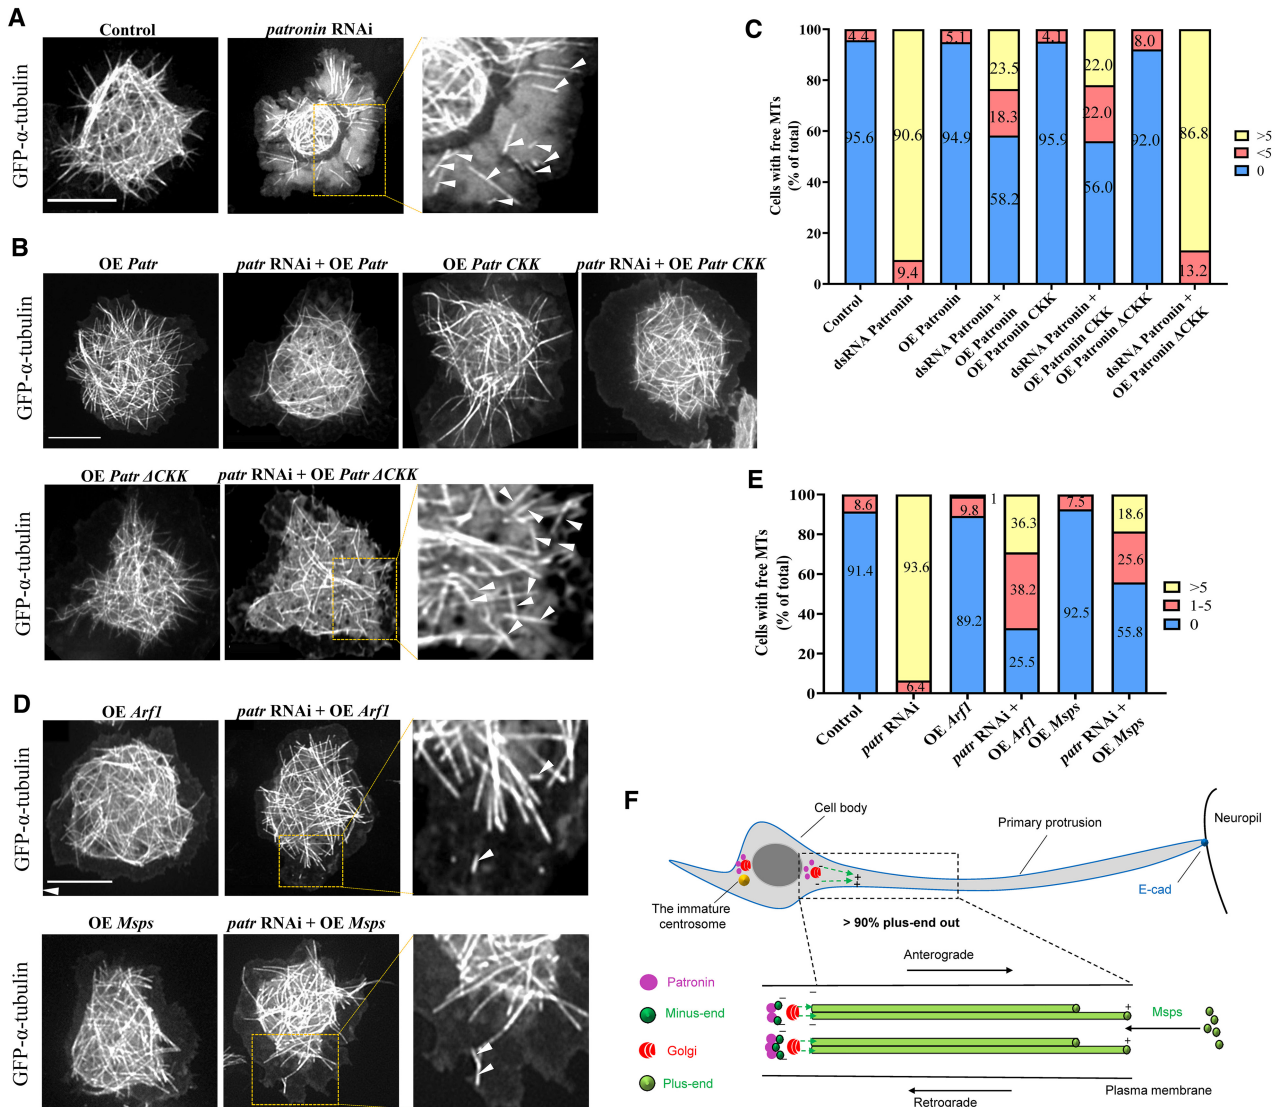 A
Control
patronin RNAi
GFP-α-tubulin
B
OE Patr
patr RNAi + OE Patr
OE Patr CKK
patr RNAi + OE Patr CKK
GFP-α-tubulin
OE Patr ΔCKK
patr RNAi + OE Patr ΔCKK
GFP-α-tubulin
D
OE Arf1
patr RNAi + OE Arf1
GFP-α-tubulin
OE Msps
patr RNAi + OE Msps
GFP-α-tubulin
C
Cells with free MTs
(% of total)
100
80
60
40
20
0
4.4
95.6
90.6
9.4
5.1
94.9
23.5
18.3
58.2
4.1
95.9
22.0
22.0
56.0
8.0
92.0
86.8
13.2
>5
<5
0
Control
dsRNA Patronin
OE Patronin
dsRNA Patronin +
OE Patronin
OE Patronin CKK
dsRNA Patronin +
OE Patronin CKK
OE Patronin ΔCKK
dsRNA Patronin +
OE Patronin ΔCKK
E
Cells with free MTs
(% of total)
100
80
60
40
20
0
8.6
91.4
93.6
6.4
1
9.8
89.2
36.3
38.2
25.5
7.5
92.5
18.6
25.6
55.8
>5
1-5
0
Control
patr RNAi
OE Arf1
patr RNAi +
OE Arf1
OE Msps
patr RNAi +
OE Msps
F
Cell body
Primary protrusion
Neuropil
E-cad
The immature
centrosome
- +
- +
> 90% plus-end out
Anterograde
Patronin
Minus-end
Golgi
Plus-end
Msps
Plasma membrane
Retrograde